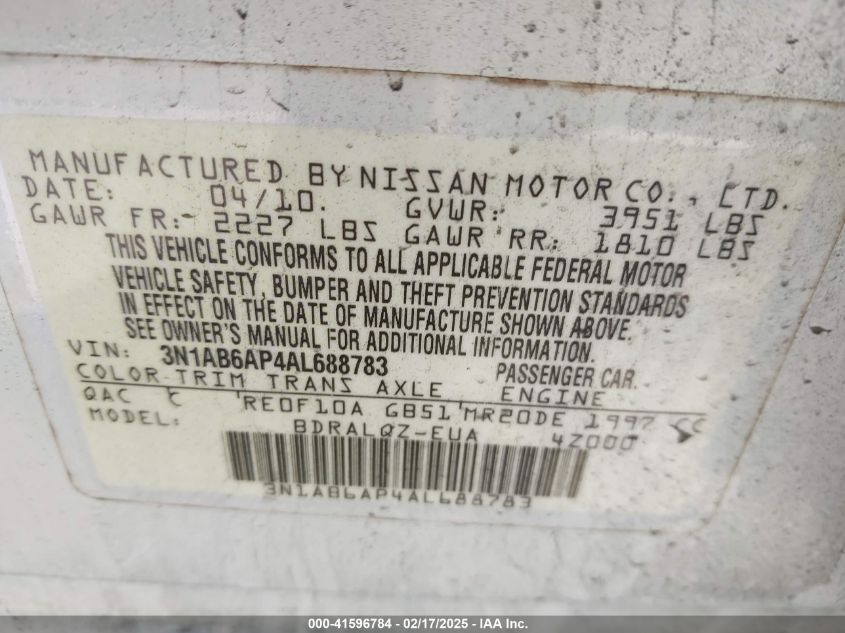 MANUFACTURED BY NISSAN MOTOR CO., LTD.
DATE: 04/10. GVWR: 3951 LBS
GAWR FR: 2227 LBS GAWR RR: 1810 LBS
THIS VEHICLE CONFORMS TO ALL APPLICABLE FEDERAL MOTOR
VEHICLE SAFETY, BUMPER AND THEFT PREVENTION STANDARDS
IN EFFECT ON THE DATE OF MANUFACTURE SHOWN ABOVE.
SEE OWNER'S MANUAL FOR ADDITIONAL INFORMATION.
VIN: 3N1AB6AP4AL688783 PASSENGER CAR
COLOR TRIM TRANS AXLE ENGINE
QAC C RE0F10A GB51 MR20DE 1997 CC
MODEL: BDRALQZ-EUA 4Z000
3N1AB6AP4AL688783
000-41596784 - 02/17/2025 - IAA Inc.